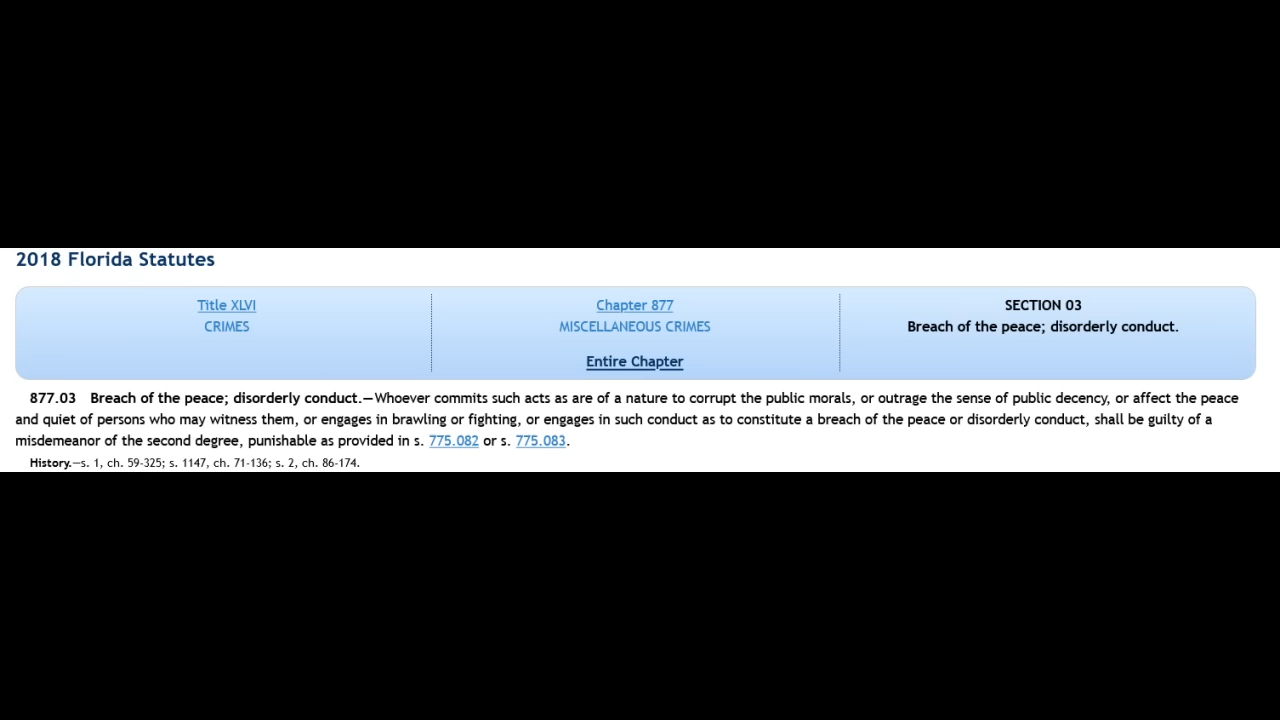 2018 Florida Statutes
Title XLVI
CRIMES
Chapter 877
MISCELLANEOUS CRIMES
Entire Chapter
SECTION 03
Breach of the peace; disorderly conduct.
877.03 Breach of the peace; disorderly conduct.—Whoever commits such acts as are of a nature to corrupt the public morals, or outrage the sense of public decency, or affect the peace
and quiet of persons who may witness them, or engages in brawling or fighting, or engages in such conduct as to constitute a breach of the peace or disorderly conduct, shall be guilty of a
misdemeanor of the second degree, punishable as provided in s. 775.082 or s. 775.083.
History.—s. 1, ch. 59-325; s. 1147, ch. 71-136; s. 2, ch. 86-174.